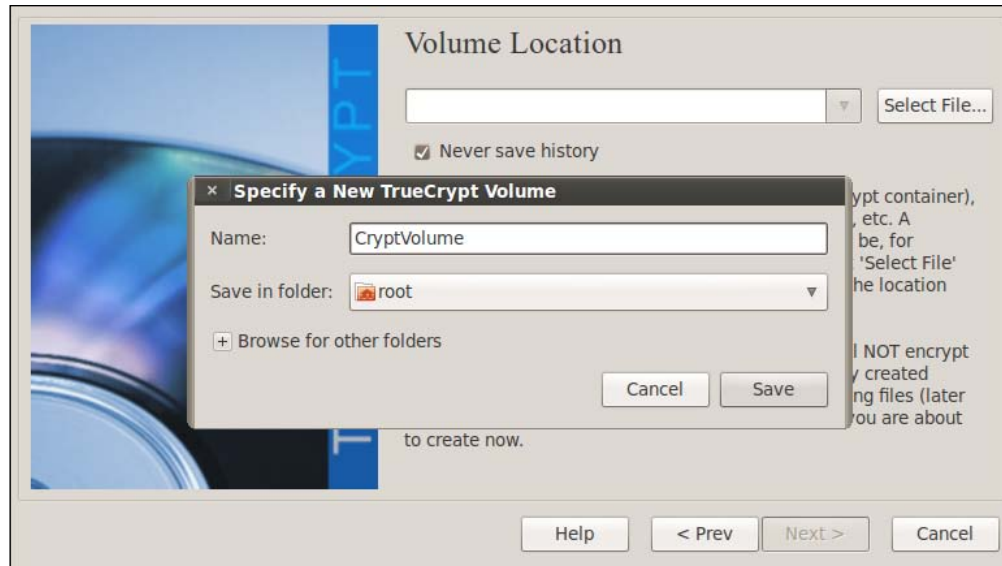 Volume Location
Select File...
Never save history
Specify a New TrueCrypt Volume
Name: CryptVolume
Save in folder: root
Browse for other folders
Cancel Save
ypt container),
, etc. A
be, for
'Select File'
he location
l NOT encrypt
y created
ng files (later
you are about
to create now.
T YPT
Help < Prev Next > Cancel